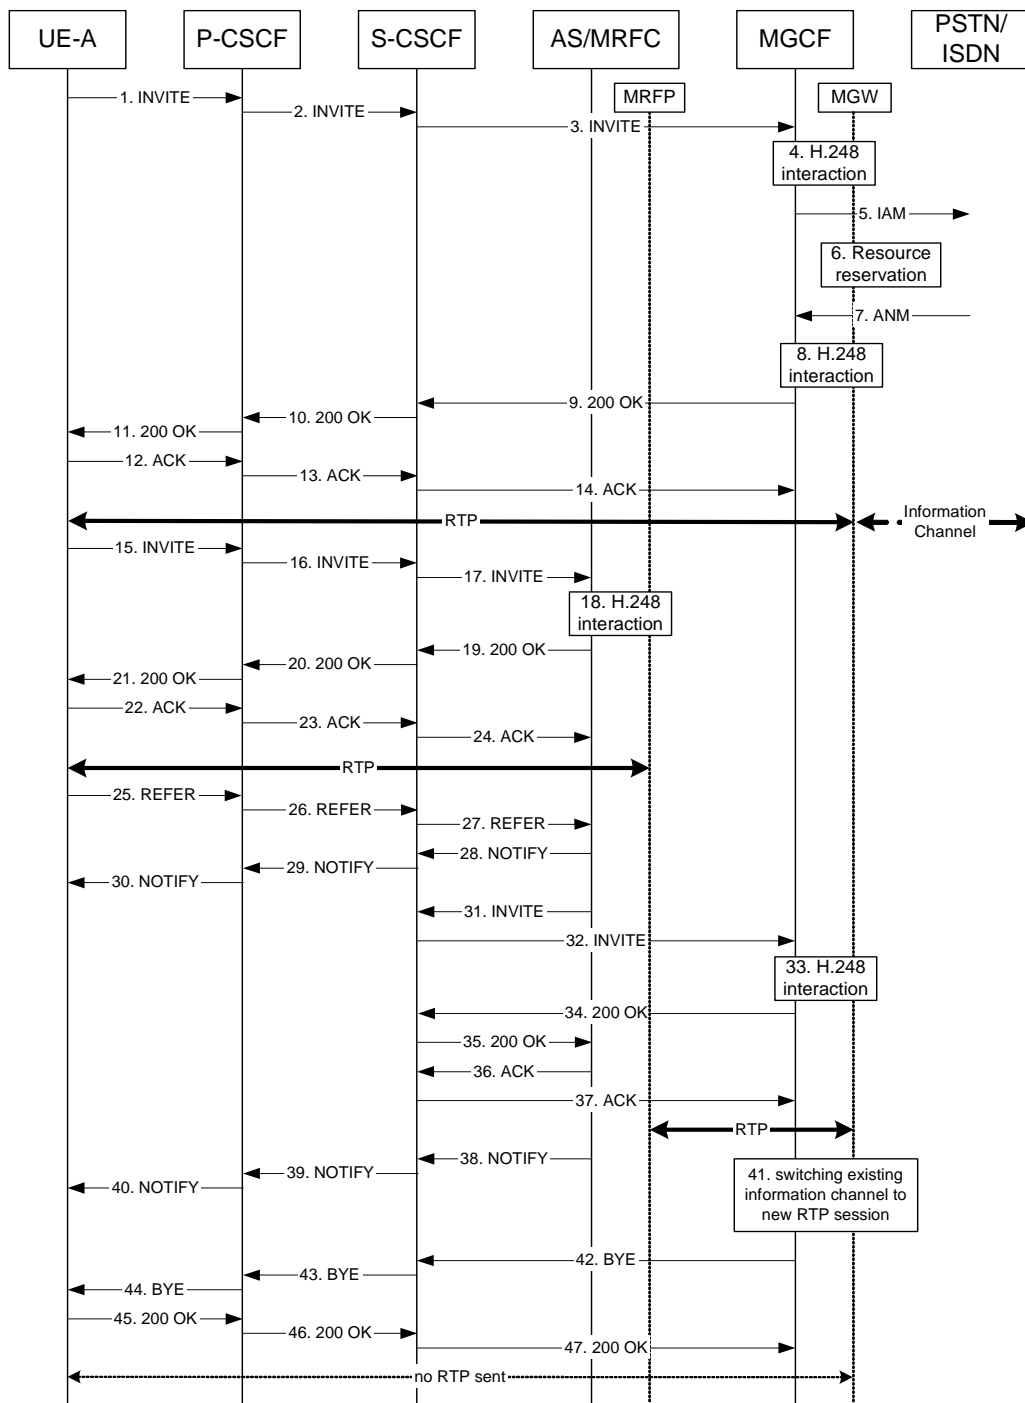 UE-A
P-CSCF
S-CSCF
AS/MRFC
MGCF
PSTN/
ISDN
MRFP
MGW
1. INVITE
2. INVITE
3. INVITE
4. H.248
interaction
5. IAM
6. Resource
reservation
7. ANM
8. H.248
interaction
9. 200 OK
10. 200 OK
11. 200 OK
12. ACK
13. ACK
14. ACK
RTP
Information
Channel
15. INVITE
16. INVITE
17. INVITE
18. H.248
interaction
19. 200 OK
20. 200 OK
21. 200 OK
22. ACK
23. ACK
24. ACK
RTP
25. REFER
26. REFER
27. REFER
28. NOTIFY
29. NOTIFY
30. NOTIFY
31. INVITE
32. INVITE
33. H.248
interaction
34. 200 OK
35. 200 OK
36. ACK
37. ACK
RTP
38. NOTIFY
39. NOTIFY
40. NOTIFY
41. switching existing
information channel to
new RTP session
42. BYE
43. BYE
44. BYE
45. 200 OK
46. 200 OK
47. 200 OK
no RTP sent